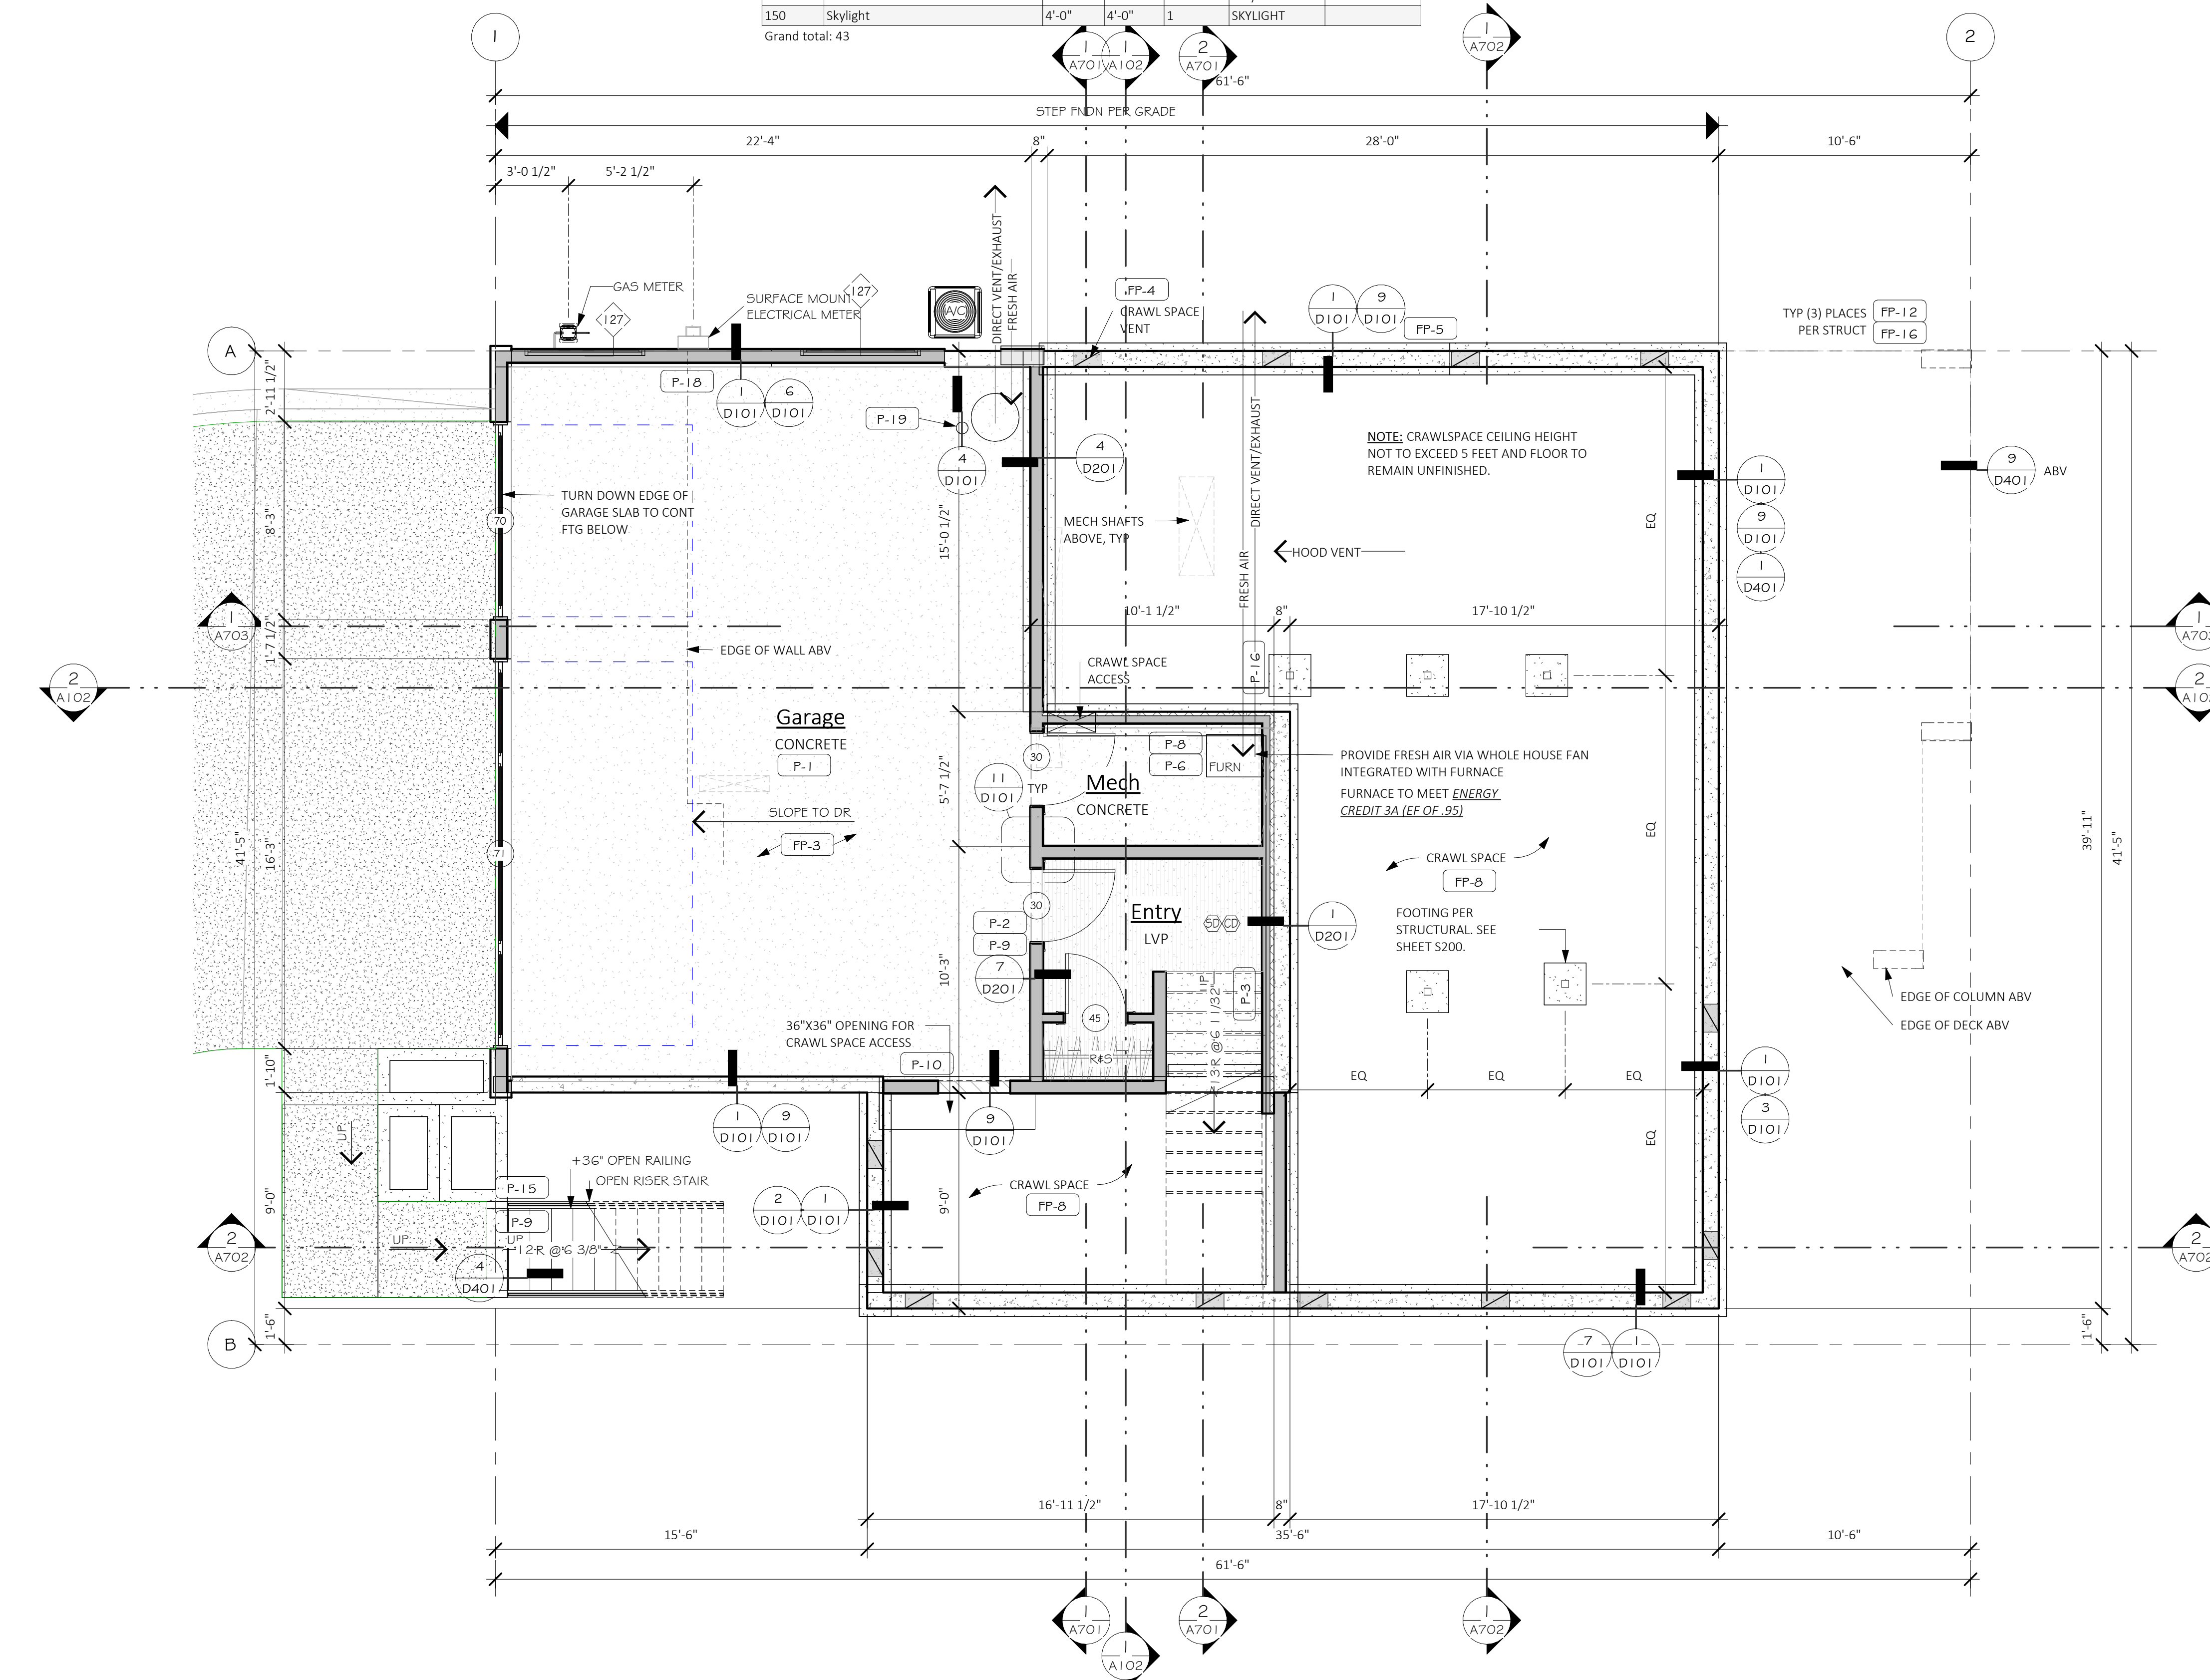 150 Skylight 4'-0" 4'-0" 1 SKYLIGHT
Grand total: 43
1
1 A701
1 A102
2 A701
1 A702
2
61'-6"
STEP FNDN PER GRADE
22'-4"
8"
28'-0"
10'-6"
3'-0 1/2"
5'-2 1/2"
DIRECT VENT/EXHAUST
FRESH AIR
GAS METER
127
SURFACE MOUNT
ELECTRICAL METER
127
A/C
FP-4
CRAWL SPACE
VENT
1 D101
9 D101
FP-5
TYP (3) PLACES
PER STRUCT
FP-12
FP-16
A
2'-11 1/2"
P-18
1 D101
6 D101
P-19
4 D101
4 D201
DIRECT VENT/EXHAUST
FRESH AIR
NOTE: CRAWLSPACE CEILING HEIGHT
NOT TO EXCEED 5 FEET AND FLOOR TO
REMAIN UNFINISHED.
1 D101
9 D101
1 D401
9 D401
ABV
TURN DOWN EDGE OF
GARAGE SLAB TO CONT
FTG BELOW
70
8'-3"
15'-0 1/2"
MECH SHAFTS
ABOVE, TYP
HOOD VENT
EQ
10'-1 1/2"
8"
17'-10 1/2"
1 A703
1'-7 1/2"
EDGE OF WALL ABV
CRAWL SPACE
ACCESS
P-16
1
2 A102
2
Garage
CONCRETE
P-1
30
P-8
P-6
FURN
Mech
CONCRETE
11 D101
TYP
5'-7 1/2"
PROVIDE FRESH AIR VIA WHOLE HOUSE FAN
INTEGRATED WITH FURNACE
FURNACE TO MEET ENERGY
CREDIT 3A (EF OF .95)
SLOPE TO DR
FP-3
71
41'-5"
16'-3"
EQ
39'-11"
41'-5"
CRAWL SPACE
FP-8
30
Entry
LVP
SD
CD
P-2
P-9
7 D201
1 D201
FOOTING PER
STRUCTURAL. SEE
SHEET S200.
10'-3"
P-3
UP
13 R @ 6 11/32"
EDGE OF COLUMN ABV
EDGE OF DECK ABV
36"X36" OPENING FOR
CRAWL SPACE ACCESS
P-10
45
R&S
1'-10"
EQ
EQ
EQ
1 D101
3 D101
1 D101
9 D101
9 D101
UP
+36" OPEN RAILING
OPEN RISER STAIR
P-15
P-9
UP
UP
12 R @ 6 3/8"
4 D401
2 D101
1 D101
9'-0"
9'-0"
CRAWL SPACE
FP-8
EQ
2 A702
2
B
1'-6"
1'-6"
7 D101
1 D101
16'-11 1/2"
8"
17'-10 1/2"
15'-6"
35'-6"
10'-6"
61'-6"
1 A701
1 A102
2 A701
1 A702